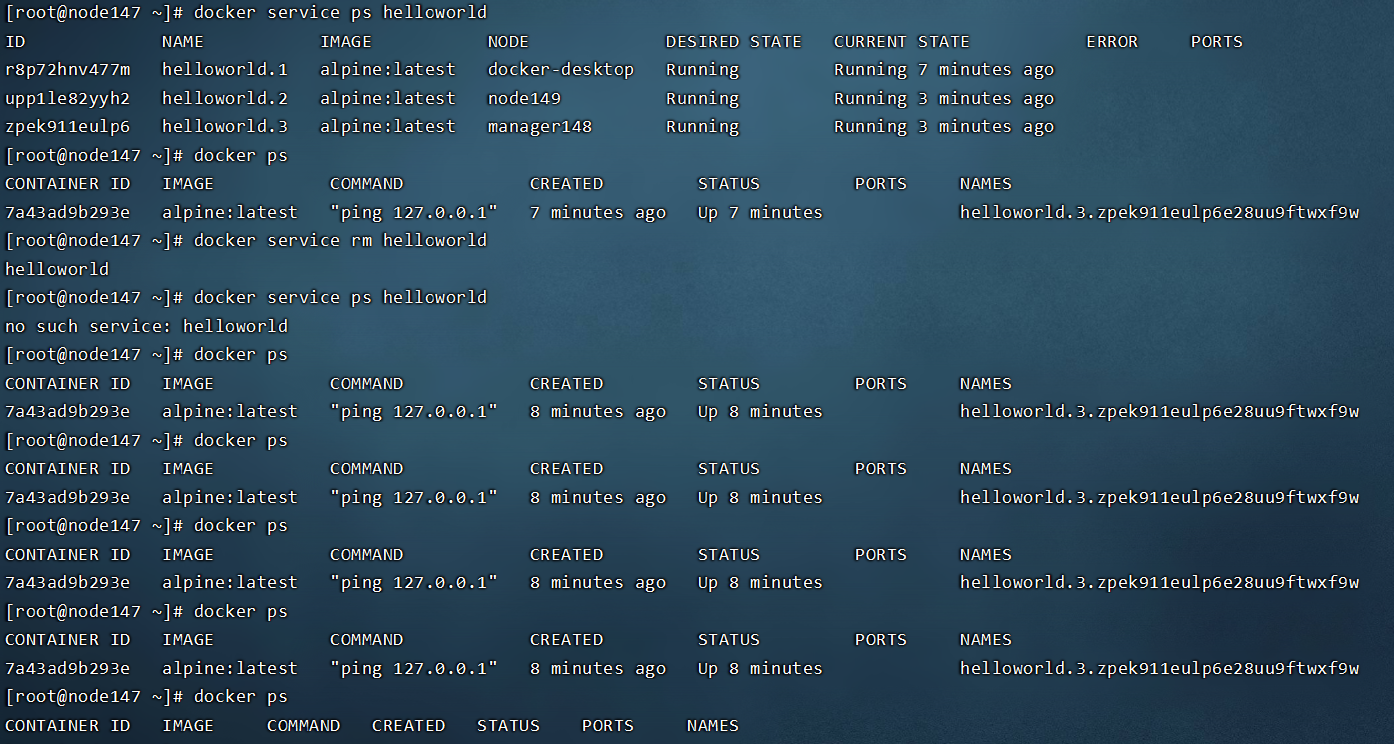 [root@node147 ~]# docker service ps helloworld
ID             NAME           IMAGE           NODE             DESIRED STATE   CURRENT STATE           ERROR     PORTS
r8p72hnv477m   helloworld.1   alpine:latest   docker-desktop   Running         Running 7 minutes ago
upp1le82yyh2   helloworld.2   alpine:latest   node149          Running         Running 3 minutes ago
zpek911eulp6   helloworld.3   alpine:latest   manager148       Running         Running 3 minutes ago
[root@node147 ~]# docker ps
CONTAINER ID   IMAGE           COMMAND            CREATED         STATUS         PORTS     NAMES
7a43ad9b293e   alpine:latest   "ping 127.0.0.1"   7 minutes ago   Up 7 minutes             helloworld.3.zpek911eulp6e28uu9ftwxf9w
[root@node147 ~]# docker service rm helloworld
helloworld
[root@node147 ~]# docker service ps helloworld
no such service: helloworld
[root@node147 ~]# docker ps
CONTAINER ID   IMAGE           COMMAND            CREATED         STATUS         PORTS     NAMES
7a43ad9b293e   alpine:latest   "ping 127.0.0.1"   8 minutes ago   Up 8 minutes             helloworld.3.zpek911eulp6e28uu9ftwxf9w
[root@node147 ~]# docker ps
CONTAINER ID   IMAGE           COMMAND            CREATED         STATUS         PORTS     NAMES
7a43ad9b293e   alpine:latest   "ping 127.0.0.1"   8 minutes ago   Up 8 minutes             helloworld.3.zpek911eulp6e28uu9ftwxf9w
[root@node147 ~]# docker ps
CONTAINER ID   IMAGE           COMMAND            CREATED         STATUS         PORTS     NAMES
7a43ad9b293e   alpine:latest   "ping 127.0.0.1"   8 minutes ago   Up 8 minutes             helloworld.3.zpek911eulp6e28uu9ftwxf9w
[root@node147 ~]# docker ps
CONTAINER ID   IMAGE           COMMAND            CREATED         STATUS         PORTS     NAMES
7a43ad9b293e   alpine:latest   "ping 127.0.0.1"   8 minutes ago   Up 8 minutes             helloworld.3.zpek911eulp6e28uu9ftwxf9w
[root@node147 ~]# docker ps
CONTAINER ID   IMAGE     COMMAND   CREATED   STATUS    PORTS     NAMES